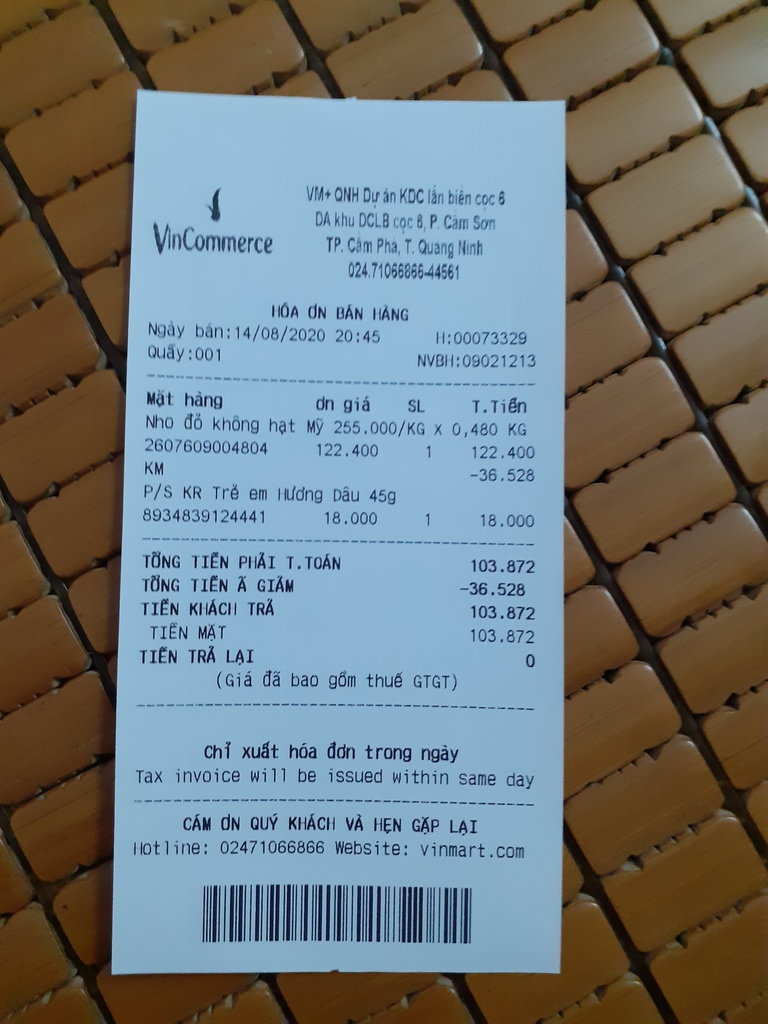 VinCommerce
VM+ QNH Dự án KDC lấn biển cọc 6
DA khu DCLB cọc 6, P. Cẩm Sơn
TP. Cẩm Phả, T. Quảng Ninh
024.71066866-44561
HÓA ƠN BÁN HÀNG
Ngày bán:14/08/2020 20:45 H:00073329
Quầy:001 NVBH:09021213
Mặt hàng ơn giá SL T.Tiền
Nho đỏ không hạt Mỹ 255.000/KG x 0,480 KG
2607609004804 122.400 1 122.400
KM -36.528
P/S KR Trẻ em Hương Dâu 45g
8934839124441 18.000 1 18.000
TỔNG TIỀN PHẢI T.TOÁN 103.872
TỔNG TIỀN Ã GIẢM -36.528
TIỀN KHÁCH TRẢ 103.872
TIỀN MẶT 103.872
TIỀN TRẢ LẠI 0
(Giá đã bao gồm thuế GTGT)
Chỉ xuất hóa đơn trong ngày
Tax invoice will be issued within same day
CẢM ƠN QUÝ KHÁCH VÀ HẸN GẶP LẠI
Hotline: 02471066866 Website: vinmart.com